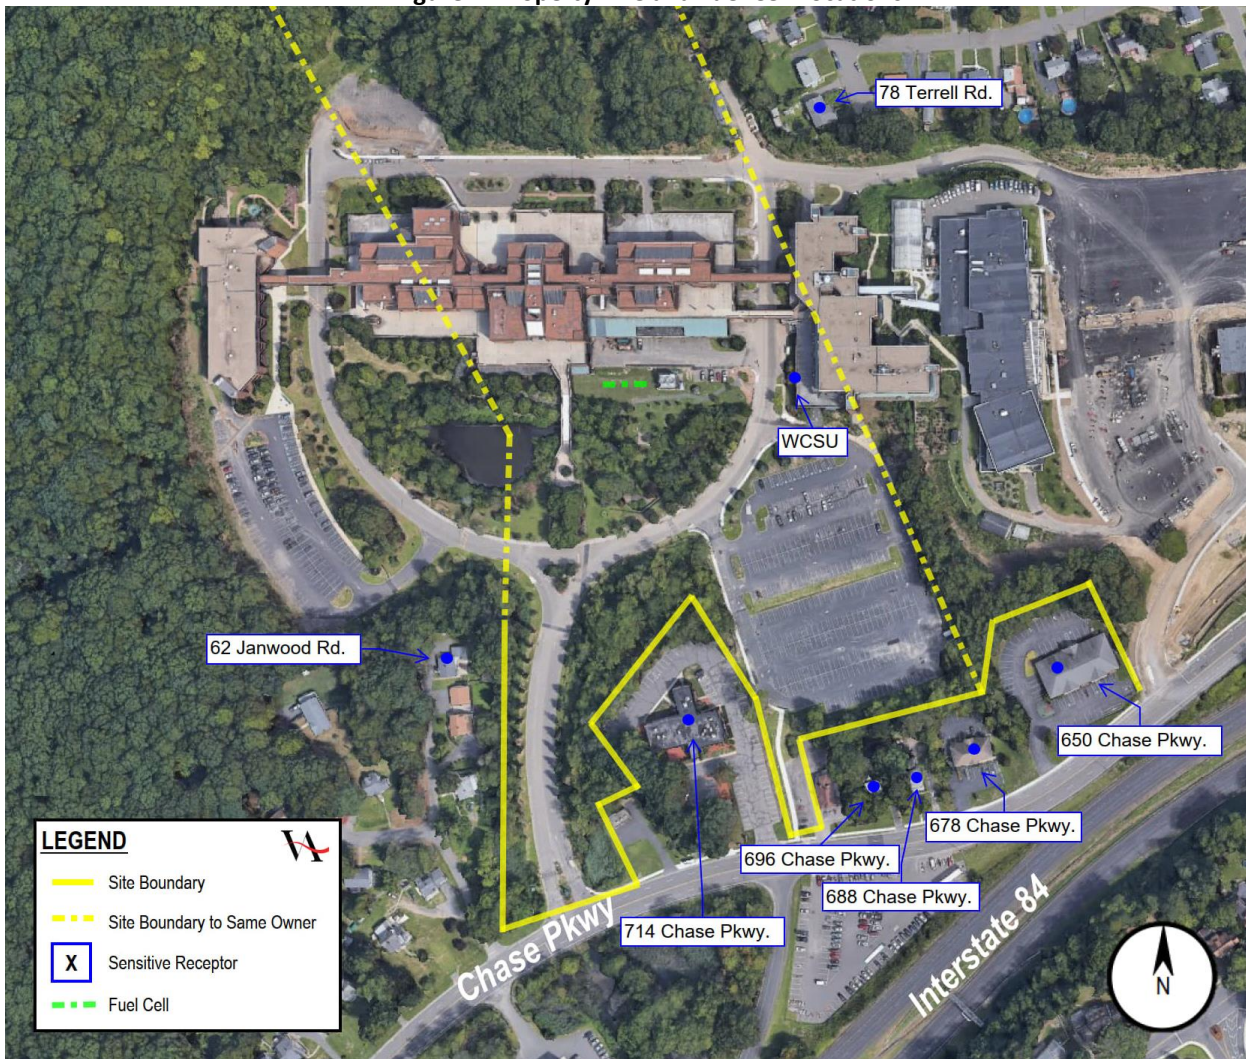 78 Terrell Rd.
WCSU
62 Janwood Rd.
650 Chase Pkwy.
678 Chase Pkwy.
696 Chase Pkwy.
688 Chase Pkwy.
714 Chase Pkwy.
Chase Pkwy
Interstate 84
LEGEND
Site Boundary
Site Boundary to Same Owner
X Sensitive Receptor
Fuel Cell
N